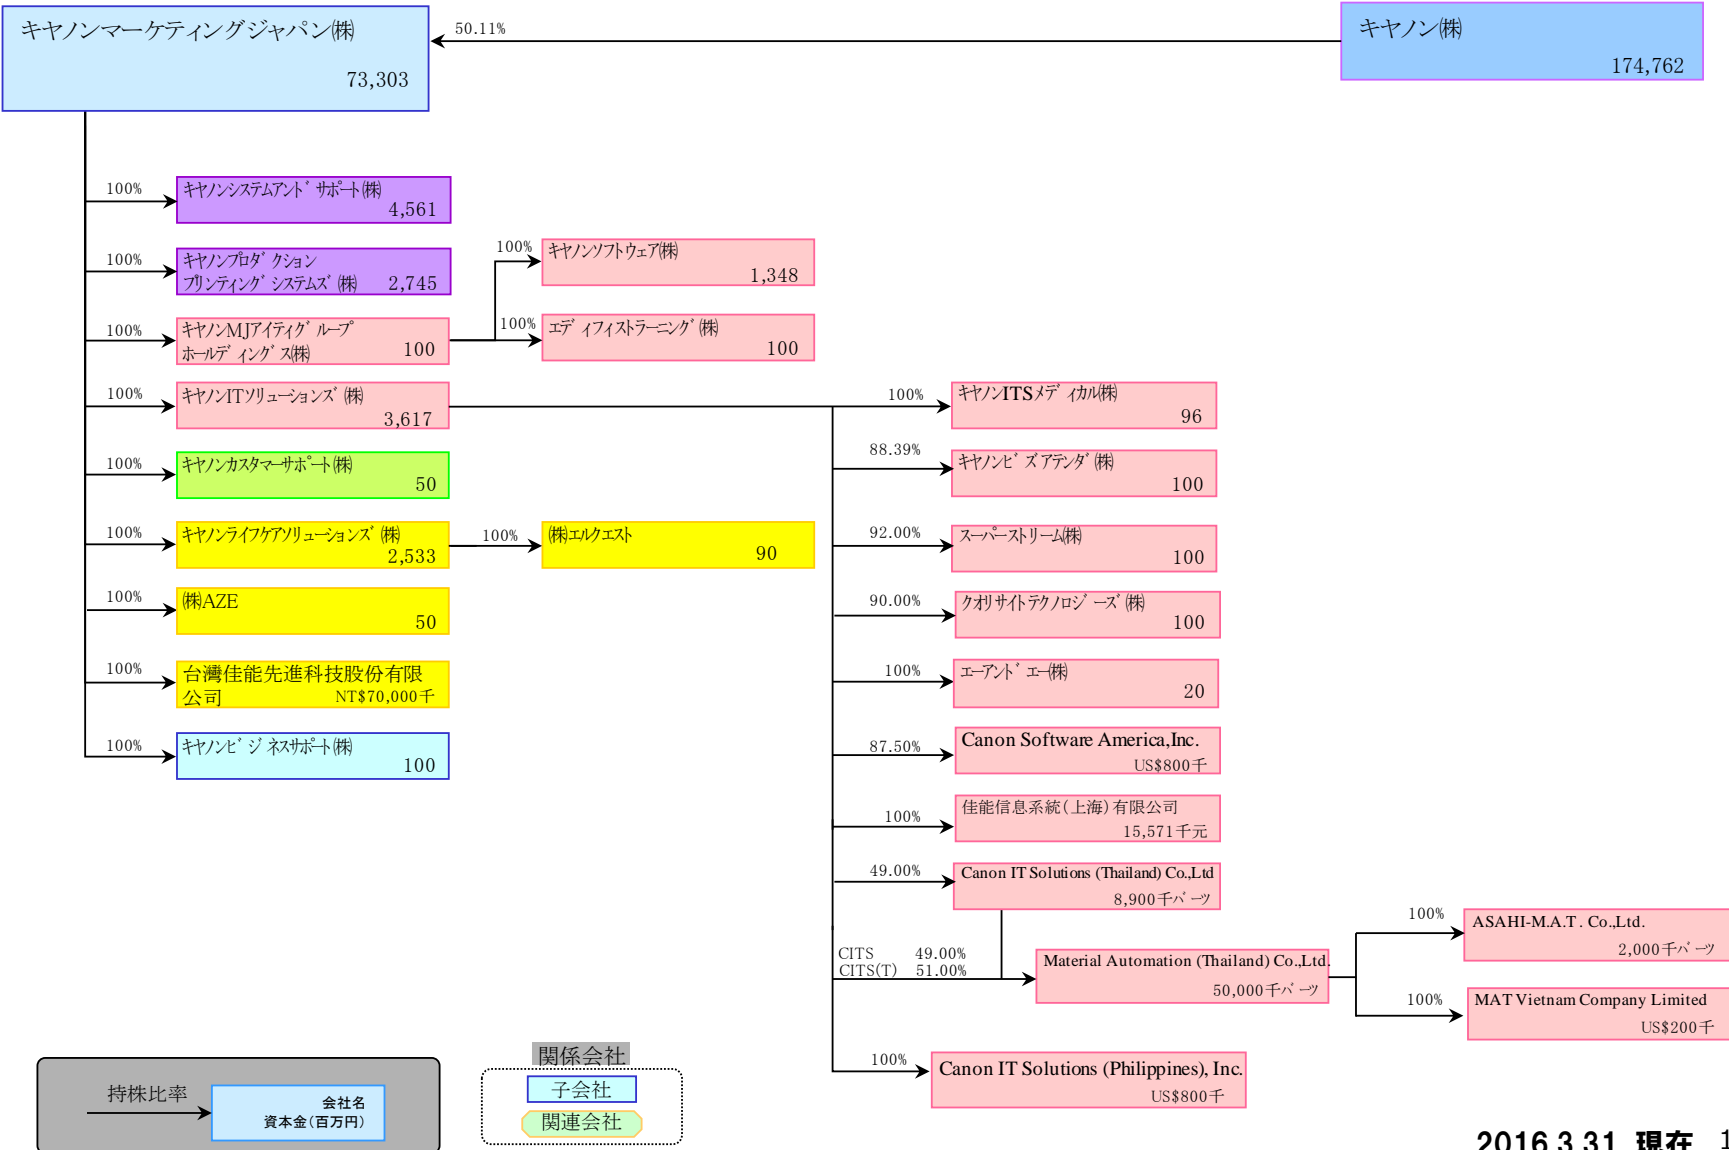 キヤノンマーケティングジャパン㈱
73,303
50.11%
キヤノン㈱
174,762
100%
キヤノンシステムアンドサポート(株)
4,561
100%
キヤノンプロダクション
プリンティングシステムズ(株) 2,745
100%
キヤノンソフトウェア㈱
1,348
100%
キヤノンMJアイティグループ
ホールディングス㈱ 100
100%
エディフィストラーニング(株)
100
100%
キヤノンITソリューションズ(株)
3,617
100%
キヤノンITSメディカル㈱
96
100%
キヤノンカスタマーサポート(株)
50
88.39%
キヤノンビズアテンダ(株)
100
100%
キヤノンライフケアソリューションズ(株)
2,533
100%
㈱エルクエスト
90
92.00%
スーパーストリーム㈱
100
100%
㈱AZE
50
90.00%
クオリサイトテクノロジーズ(株)
100
100%
台灣佳能先進科技股份有限
公司 NT$70,000千
100%
エーアンドエー㈱
20
100%
キヤノンビジネスサポート(株)
100
87.50%
Canon Software America,Inc.
US$800千
100%
佳能信息系統(上海)有限公司
15,571千元
49.00%
Canon IT Solutions (Thailand) Co.,Ltd
8,900千バーツ
CITS 49.00%
CITS(T) 51.00%
Material Automation (Thailand) Co.,Ltd.
50,000千バーツ
100%
ASAHI-M.A.T. Co.,Ltd.
2,000千バーツ
100%
MAT Vietnam Company Limited
US$200千
100%
Canon IT Solutions (Philippines), Inc.
US$800千
持株比率
会社名
資本金(百万円)
関係会社
子会社
関連会社
2016.3.31 現在 1